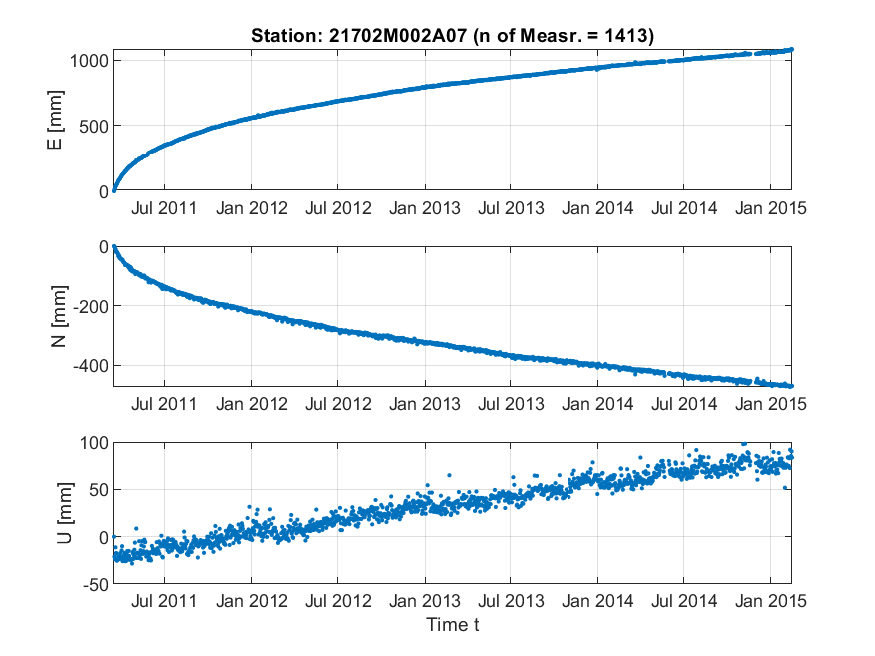 Station: 21702M002A07 (n of Measr. = 1413)
E [mm]
1000
500
0
Jul 2011 Jan 2012 Jul 2012 Jan 2013 Jul 2013 Jan 2014 Jul 2014 Jan 2015
N [mm]
0
-200
-400
Jul 2011 Jan 2012 Jul 2012 Jan 2013 Jul 2013 Jan 2014 Jul 2014 Jan 2015
U [mm]
100
50
0
-50
Jul 2011 Jan 2012 Jul 2012 Jan 2013 Jul 2013 Jan 2014 Jul 2014 Jan 2015
Time t